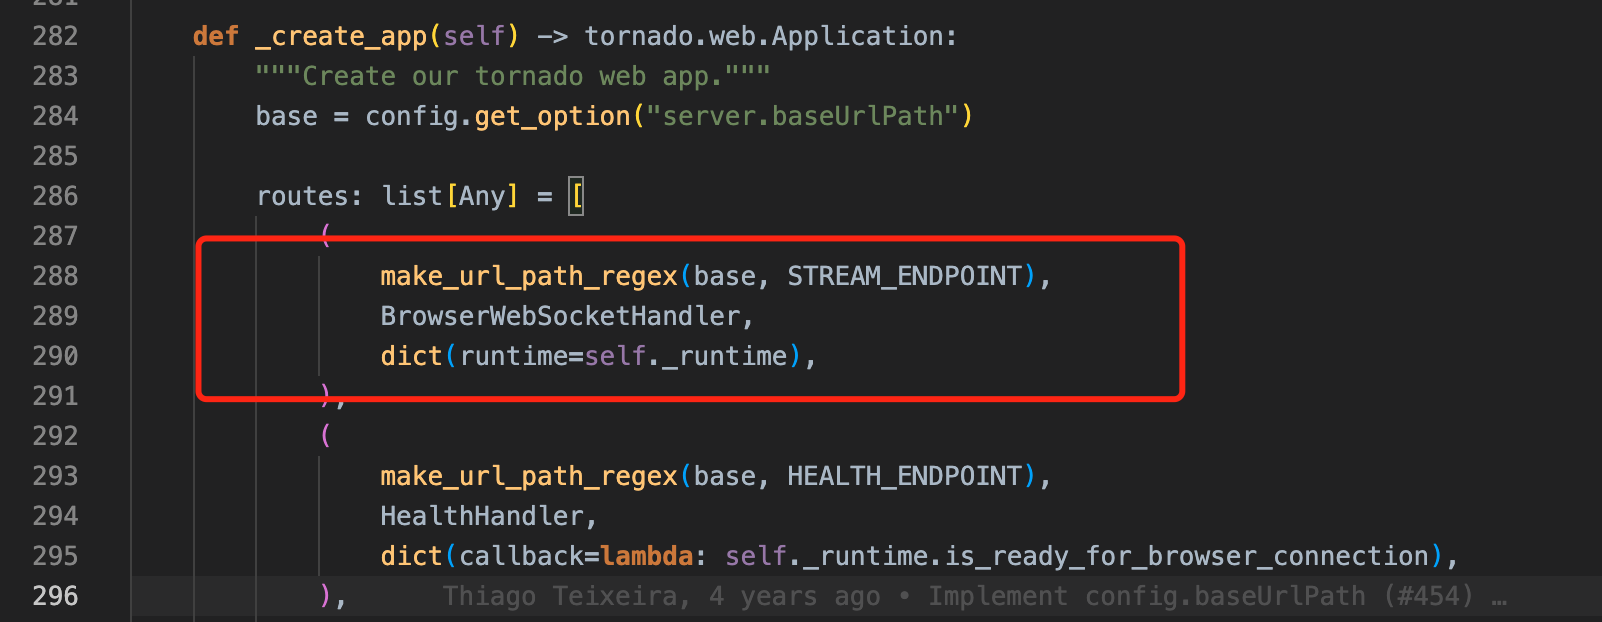 281
282 def _create_app(self) -> tornado.web.Application:
283 """Create our tornado web app."""
284 base = config.get_option("server.baseUrlPath")
285
286 routes: list[Any] = [
287 (
288 make_url_path_regex(base, STREAM_ENDPOINT),
289 BrowserWebSocketHandler,
290 dict(runtime=self._runtime),
291 ),
292 (
293 make_url_path_regex(base, HEALTH_ENDPOINT),
294 HealthHandler,
295 dict(callback=lambda: self._runtime.is_ready_for_browser_connection),
296 ), Thiago Teixeira, 4 years ago • Implement config.baseUrlPath (#454) …